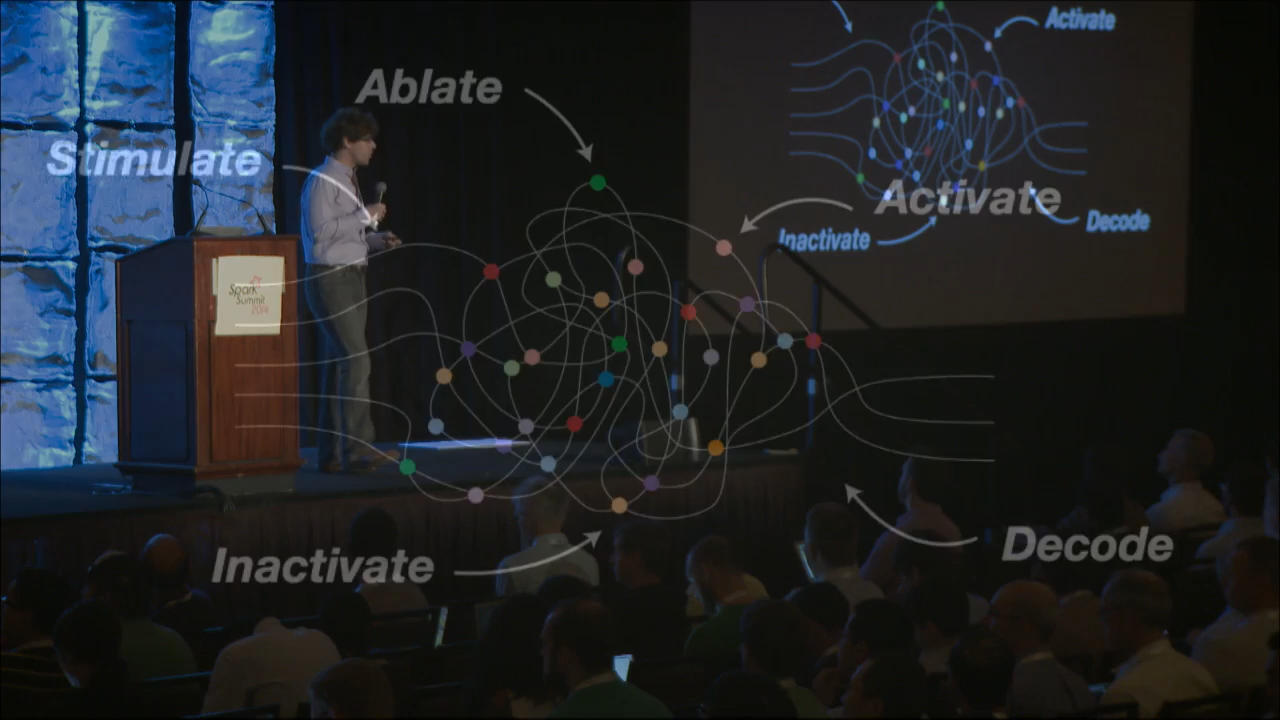 Ablate
Stimulate
Activate
Inactivate
Decode
Activate
Inactivate
Decode
Spark
Summit
2014